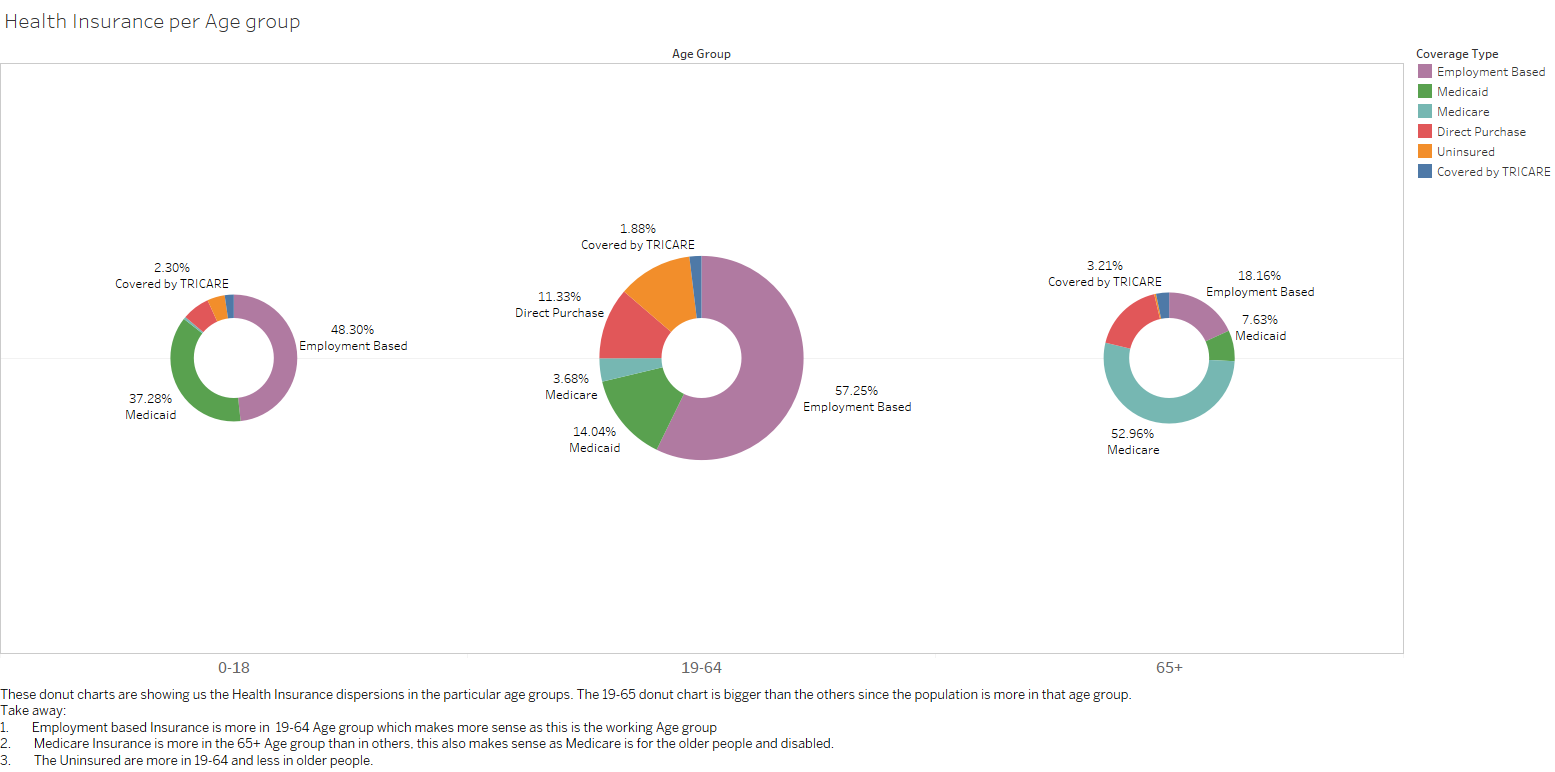 Health Insurance per Age group
Age Group
Coverage Type
Employment Based
Medicaid
Medicare
Direct Purchase
Uninsured
Covered by TRICARE
2.30%
Covered by TRICARE
48.30%
Employment Based
37.28%
Medicaid
1.88%
Covered by TRICARE
11.33%
Direct Purchase
3.68%
Medicare
14.04%
Medicaid
57.25%
Employment Based
3.21%
Covered by TRICARE
18.16%
Employment Based
7.63%
Medicaid
52.96%
Medicare
0-18
19-64
65+
These donut charts are showing us the Health Insurance dispersions in the particular age groups. The 19-65 donut chart is bigger than the others since the population is more in that age group.
Take away:
1. Employment based Insurance is more in 19-64 Age group which makes more sense as this is the working Age group
2. Medicare Insurance is more in the 65+ Age group than in others, this also makes sense as Medicare is for the older people and disabled.
3. The Uninsured are more in 19-64 and less in older people.